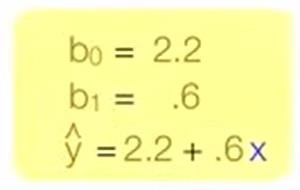 b₀ = 2.2
b₁ = .6
ŷ = 2.2 + .6x